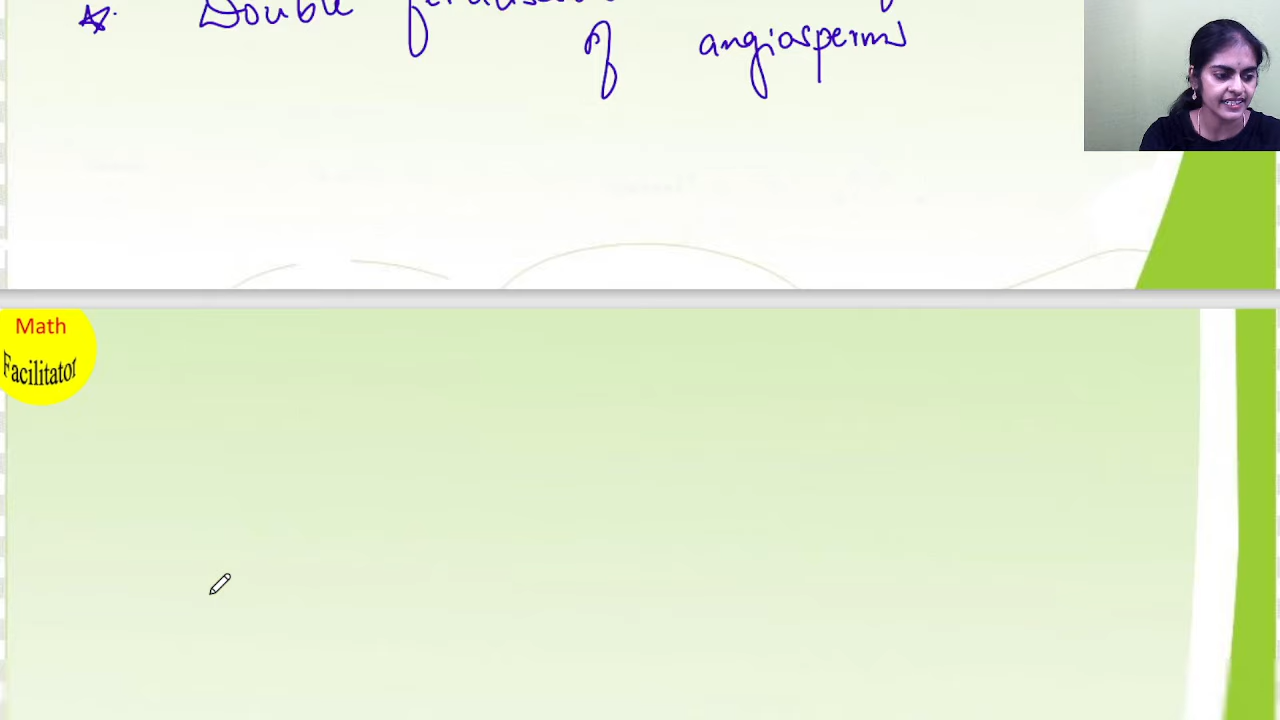 Double
of angiosperms
Math
Facilitator